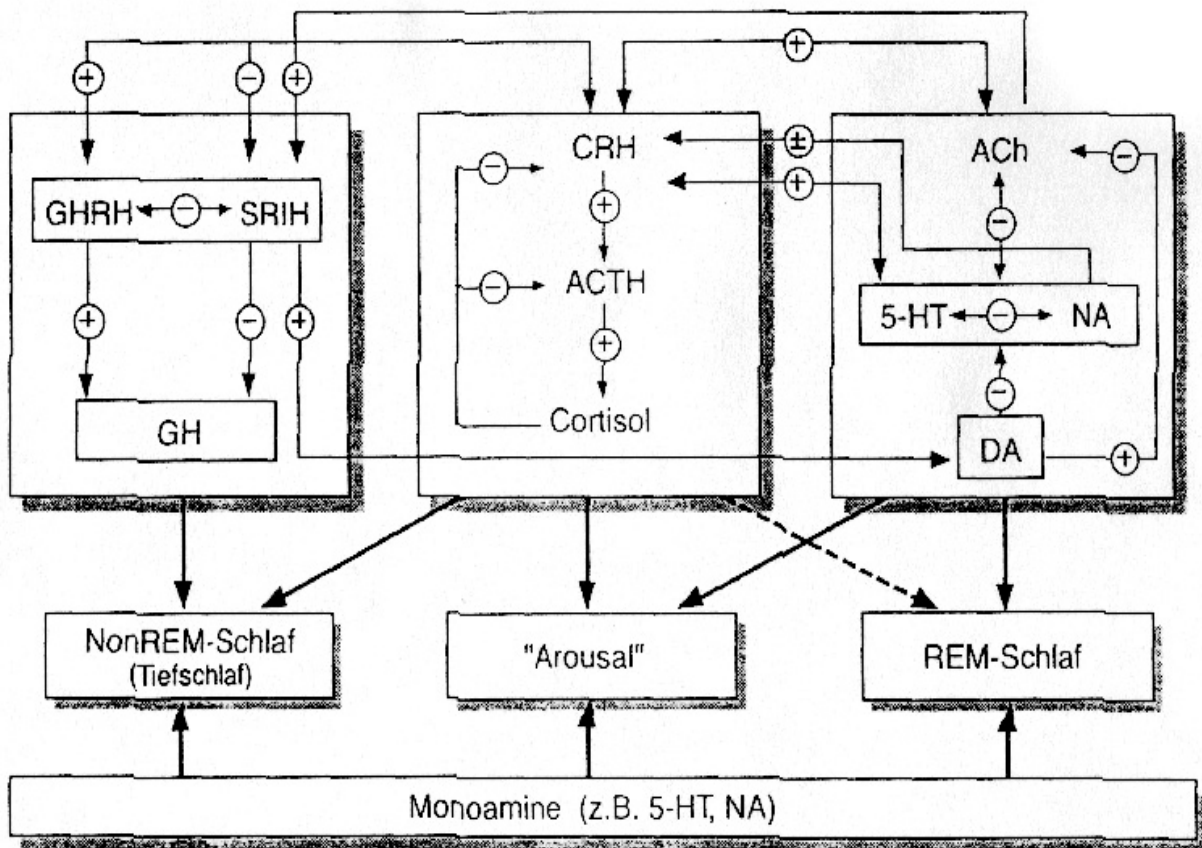 +
−
+
+
CRH
ACh
−
±
−
+
+
GHRH
−
SRIH
−
−
ACTH
5-HT
−
NA
+
−
+
+
−
GH
Cortisol
DA
+
NonREM-Schlaf
(Tiefschlaf)
"Arousal"
REM-Schlaf
Monoamine (z.B. 5-HT, NA)